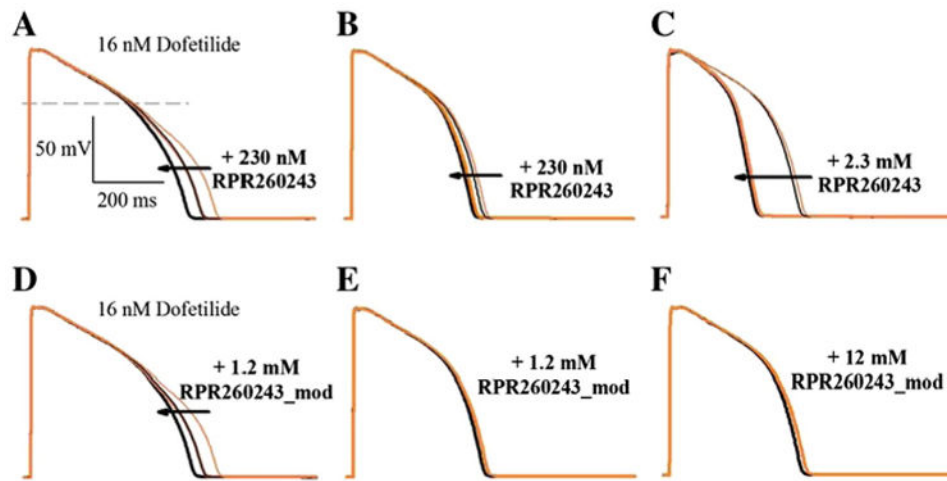 A
16 nM Dofetilide
50 mV
200 ms
+ 230 nM
RPR260243
B
+ 230 nM
RPR260243
C
+ 2.3 mM
RPR260243
D
16 nM Dofetilide
+ 1.2 mM
RPR260243_mod
E
+ 1.2 mM
RPR260243_mod
F
+ 12 mM
RPR260243_mod